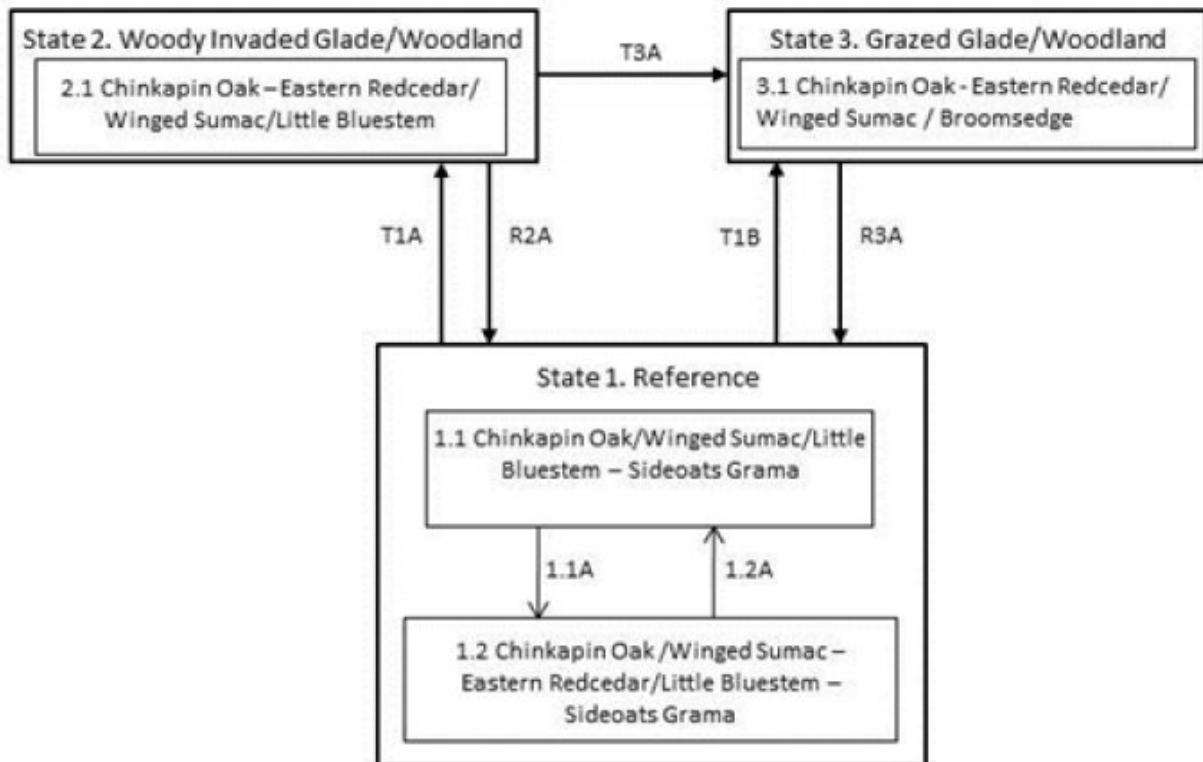 State 2. Woody Invaded Glade/Woodland
2.1 Chinkapin Oak – Eastern Redcedar/
Winged Sumac/Little Bluestem
T3A
State 3. Grazed Glade/Woodland
3.1 Chinkapin Oak - Eastern Redcedar/
Winged Sumac / Broomsedge
T1A
R2A
T1B
R3A
State 1. Reference
1.1 Chinkapin Oak/Winged Sumac/Little
Bluestem – Sideoats Grama
1.1A
1.2A
1.2 Chinkapin Oak /Winged Sumac –
Eastern Redcedar/Little Bluestem –
Sideoats Grama